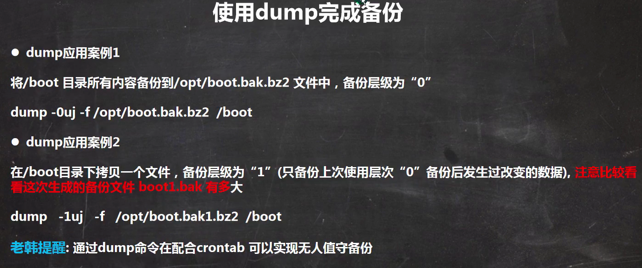 使用dump完成备份
● dump应用案例1
将/boot 目录所有内容备份到/opt/boot.bak.bz2 文件中，备份层级为“0”
dump -0uj -f /opt/boot.bak.bz2 /boot
● dump应用案例2
在/boot目录下拷贝一个文件，备份层级为“1”(只备份上次使用层次“0”备份后发生过改变的数据), 注意比较看
看这次生成的备份文件 boot1.bak 有多大
dump -1uj -f /opt/boot.bak1.bz2 /boot
老韩提醒: 通过dump命令在配合crontab 可以实现无人值守备份